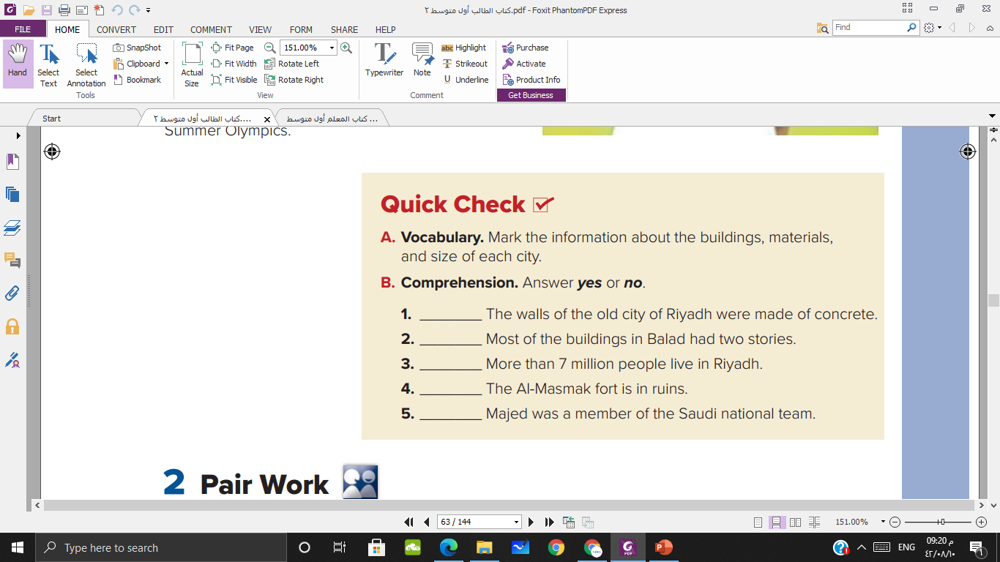 كتاب الطالب أول متوسط ٢.pdf - Foxit PhantomPDF Express
FILE HOME CONVERT EDIT COMMENT VIEW FORM SHARE HELP Find
Hand
Select Text
Select Annotation
SnapShot
Clipboard
Bookmark
Tools
Actual Size
Fit Page
Fit Width
Fit Visible
151.00%
Rotate Left
Rotate Right
View
Typewriter
Note
Highlight
Strikeout
Underline
Comment
Purchase
Activate
Product Info
Get Business
Start
كتاب الطالب أول متوسط ٢....
كتاب المعلم أول متوسط ...
Summer Olympics.
Quick Check
A. Vocabulary. Mark the information about the buildings, materials,
and size of each city.
B. Comprehension. Answer yes or no.
1. ________ The walls of the old city of Riyadh were made of concrete.
2. ________ Most of the buildings in Balad had two stories.
3. ________ More than 7 million people live in Riyadh.
4. ________ The Al-Masmak fort is in ruins.
5. ________ Majed was a member of the Saudi national team.
2 Pair Work
63 / 144
151.00%
Type here to search
ENG
09:20 م
٤٢/٠٨/١٠